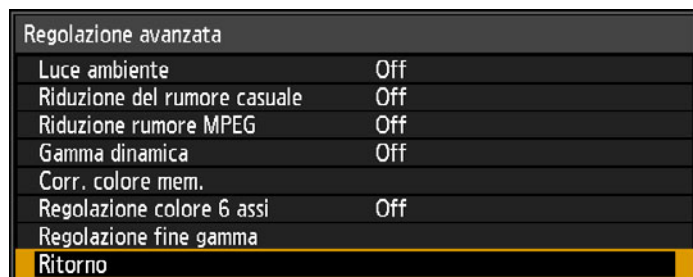 Regolazione avanzata
Luce ambiente Off
Riduzione del rumore casuale Off
Riduzione rumore MPEG Off
Gamma dinamica Off
Corr. colore mem.
Regolazione colore 6 assi Off
Regolazione fine gamma
Ritorno